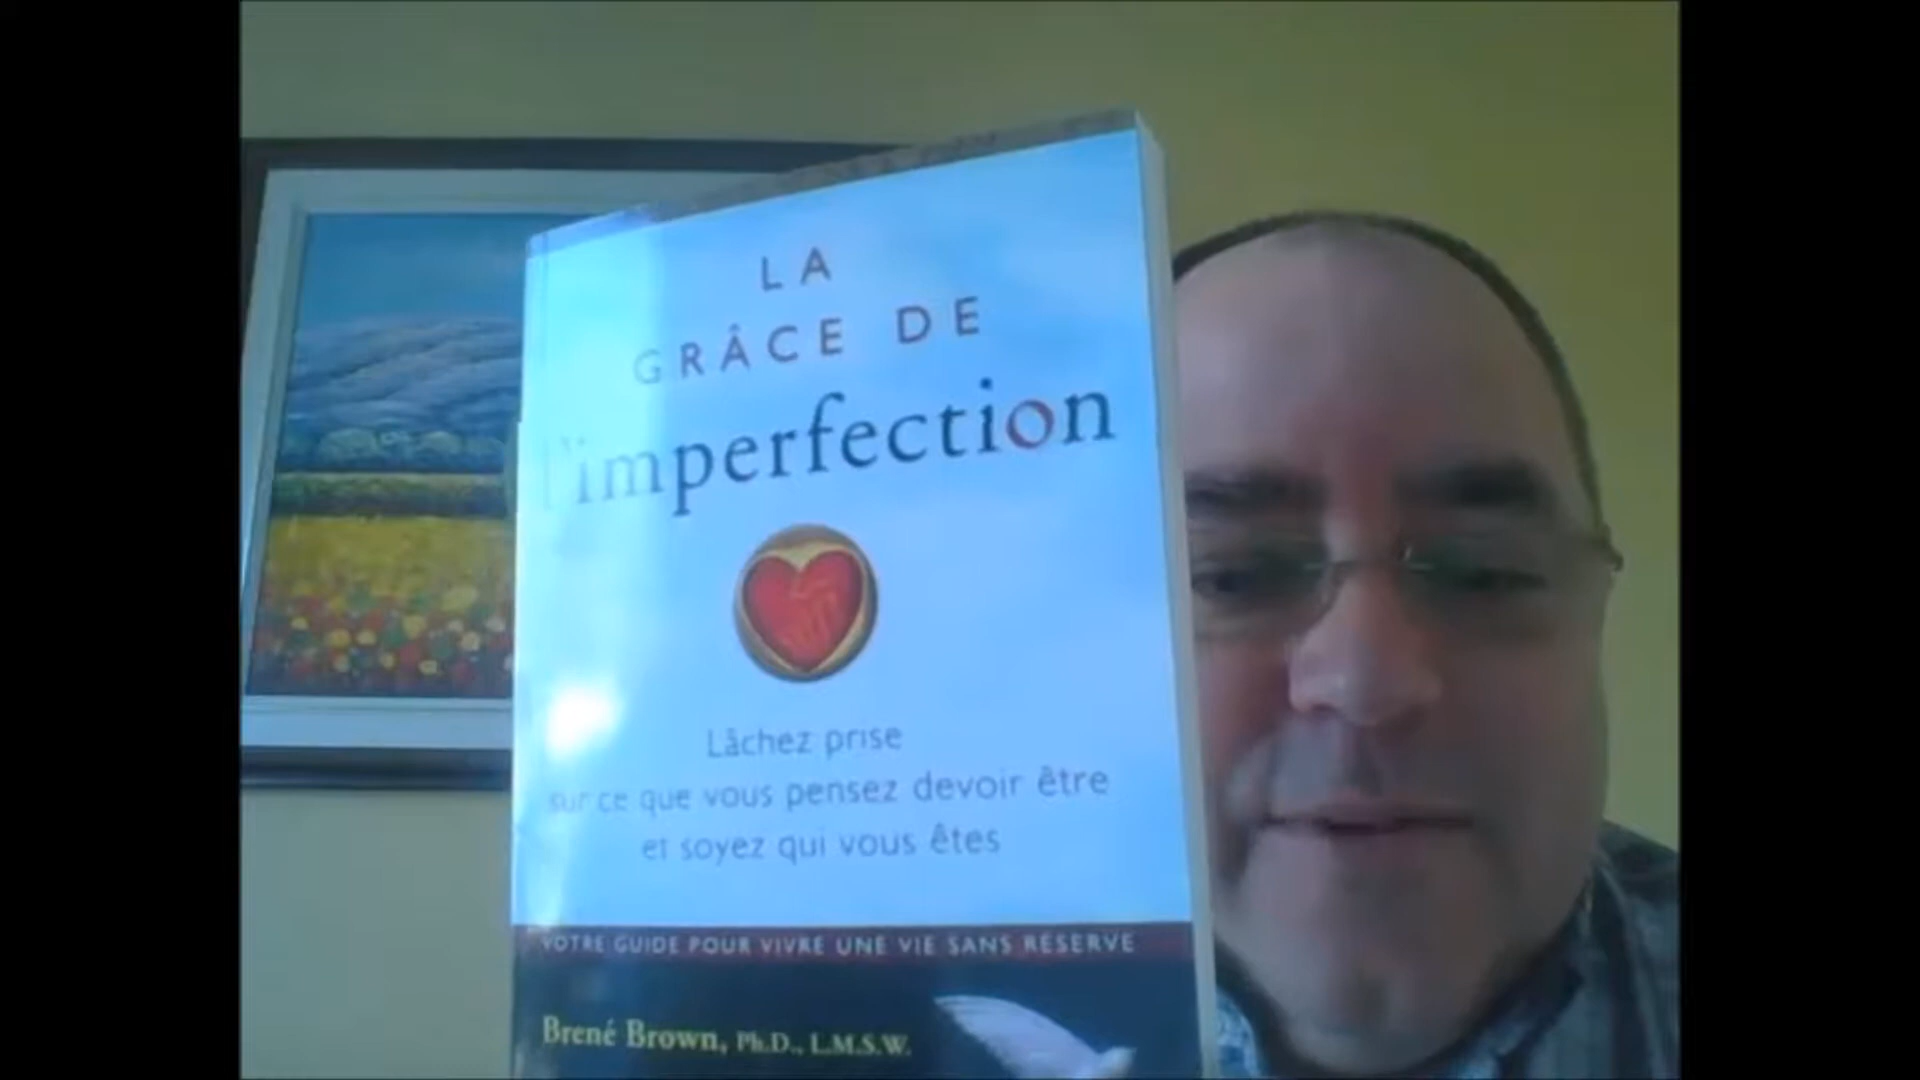 LA
GRÂCE DE
l'imperfection
Lâchez prise
sur ce que vous pensez devoir être
et soyez qui vous êtes
VOTRE GUIDE POUR VIVRE UNE VIE SANS RÉSERVE
Brené Brown, Ph.D., L.M.S.W.